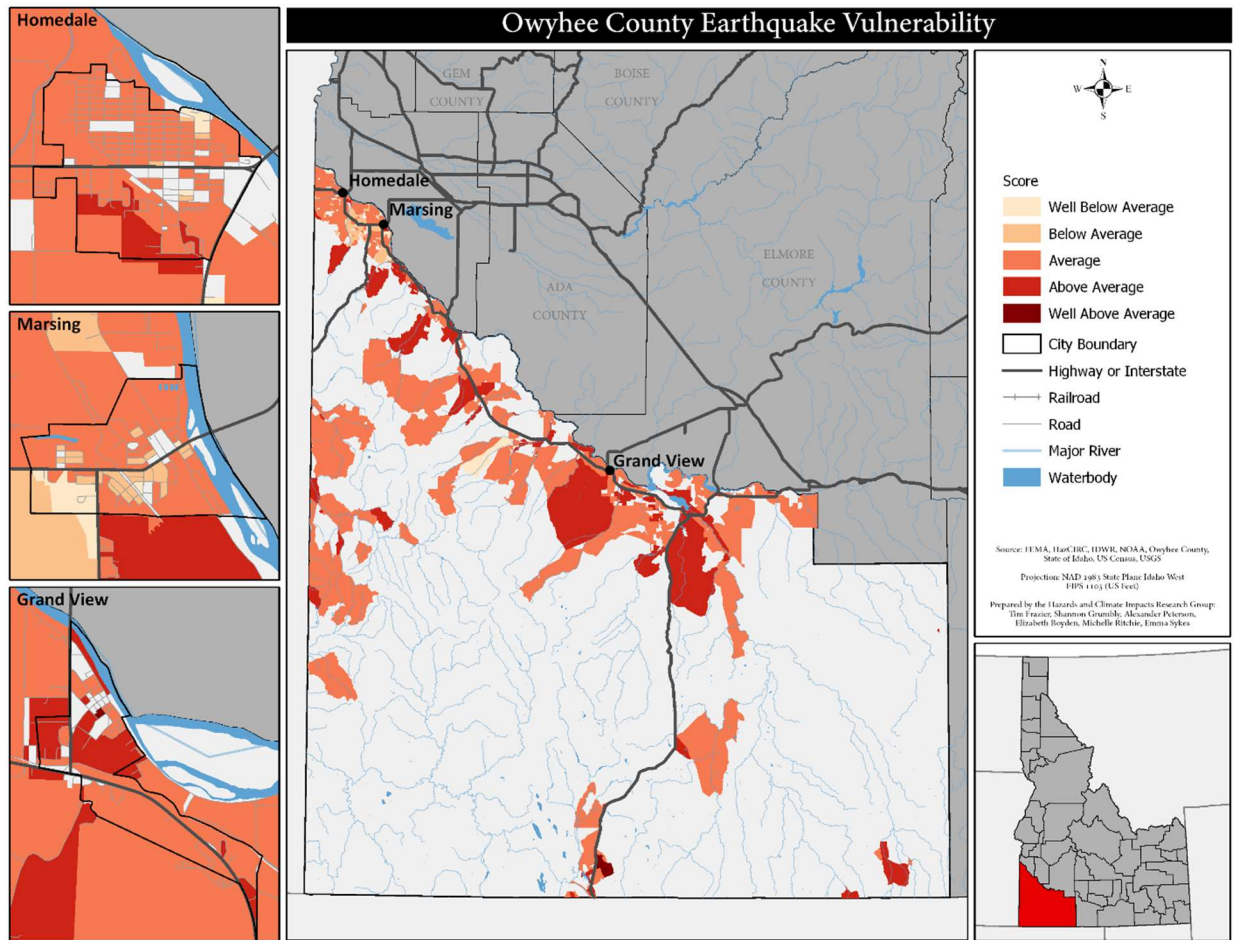 Owyhee County Earthquake Vulnerability
Homedale
Marsing
Grand View
GEM
COUNTY
BOISE
COUNTY
Homedale
Marsing
ADA
COUNTY
ELMORE
COUNTY
Grand View
N
W E
S
Score
Well Below Average
Below Average
Average
Above Average
Well Above Average
City Boundary
Highway or Interstate
Railroad
Road
Major River
Waterbody
Source: FEMA, HazCIRC, IDWR, NOAA, Owyhee County,
State of Idaho, US Census, USGS
Projection: NAD 1983 State Plane Idaho West
FIPS 1103 (US Feet)
Prepared by the Hazards and Climate Impacts Research Group:
Tim Frazier, Shannon Grumbly, Alexander Peterson,
Elizabeth Boyden, Michelle Ritchie, Emma Sykes